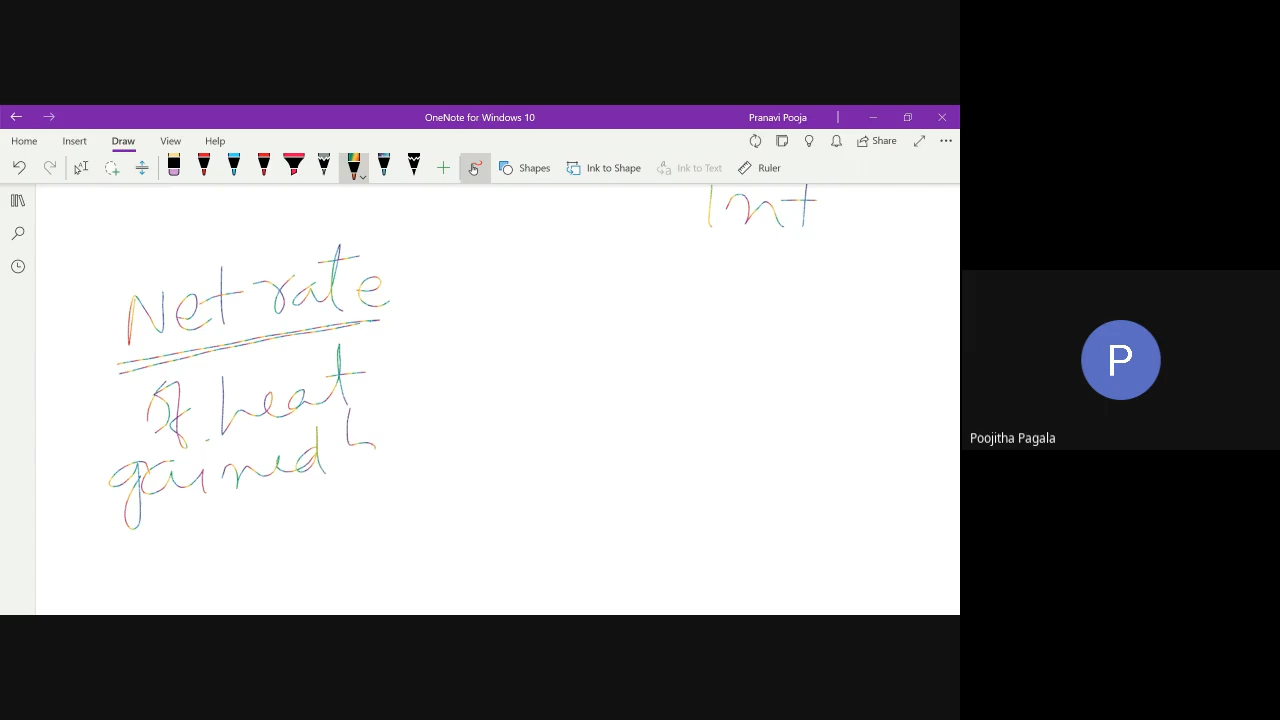 OneNote for Windows 10
Pranavi Pooja
Home Insert Draw View Help
Share
Shapes Ink to Shape Ink to Text Ruler
Net rate
of heat
gained
P
Poojitha Pagala